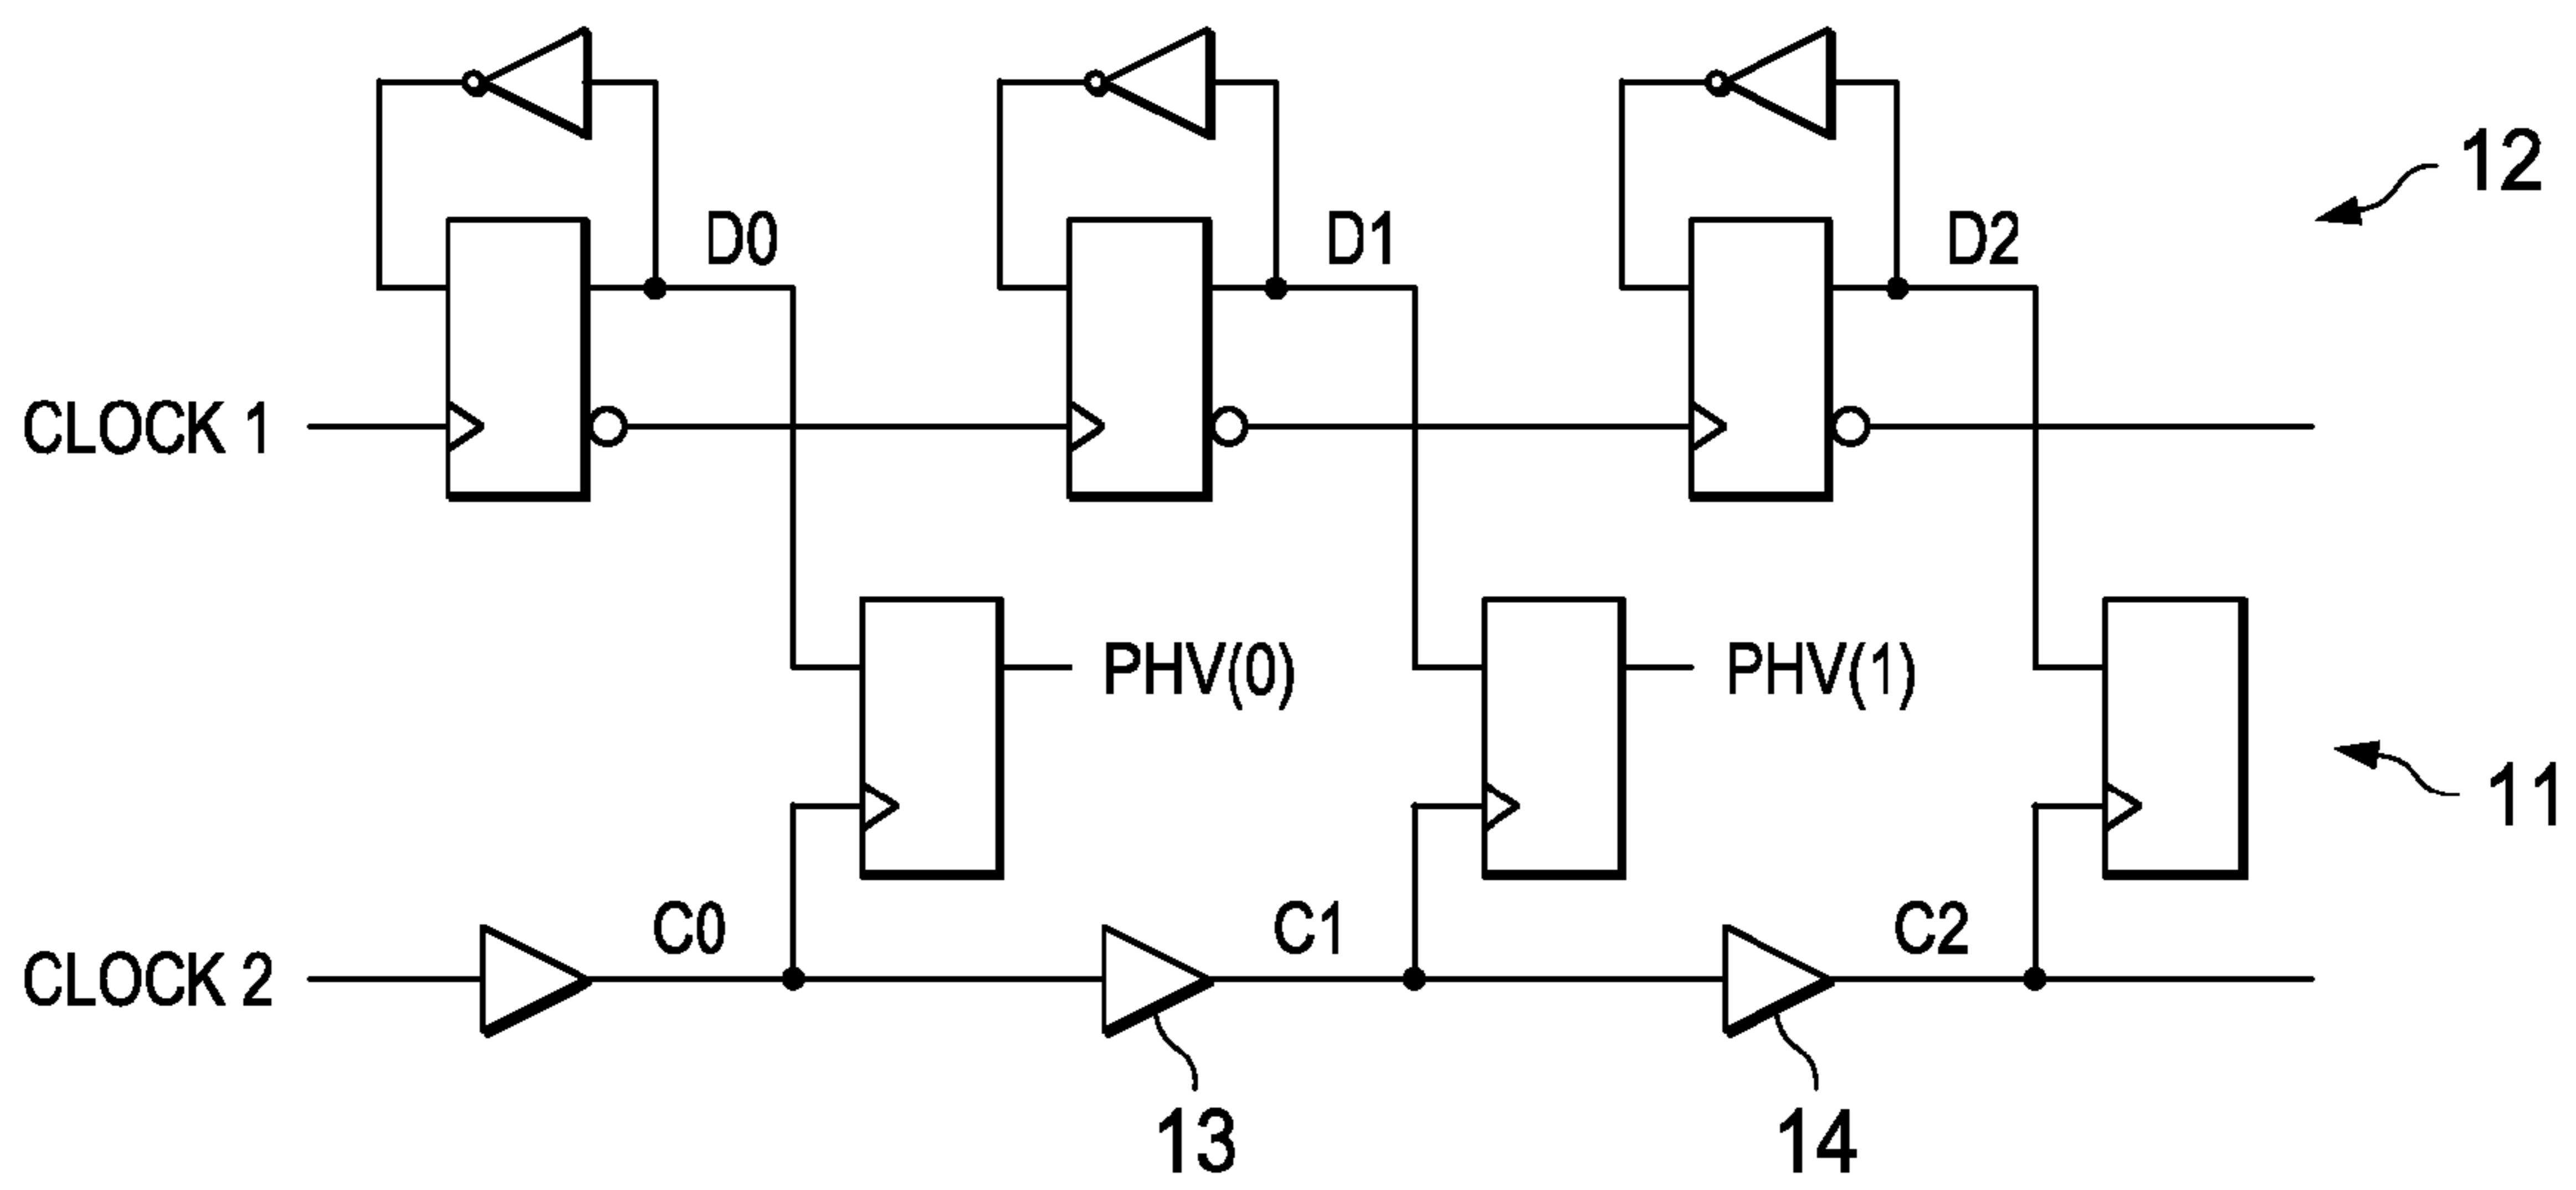 12
D0
D1
D2
CLOCK 1
PHV(0)
PHV(1)
11
C0
C1
C2
CLOCK 2
13
14